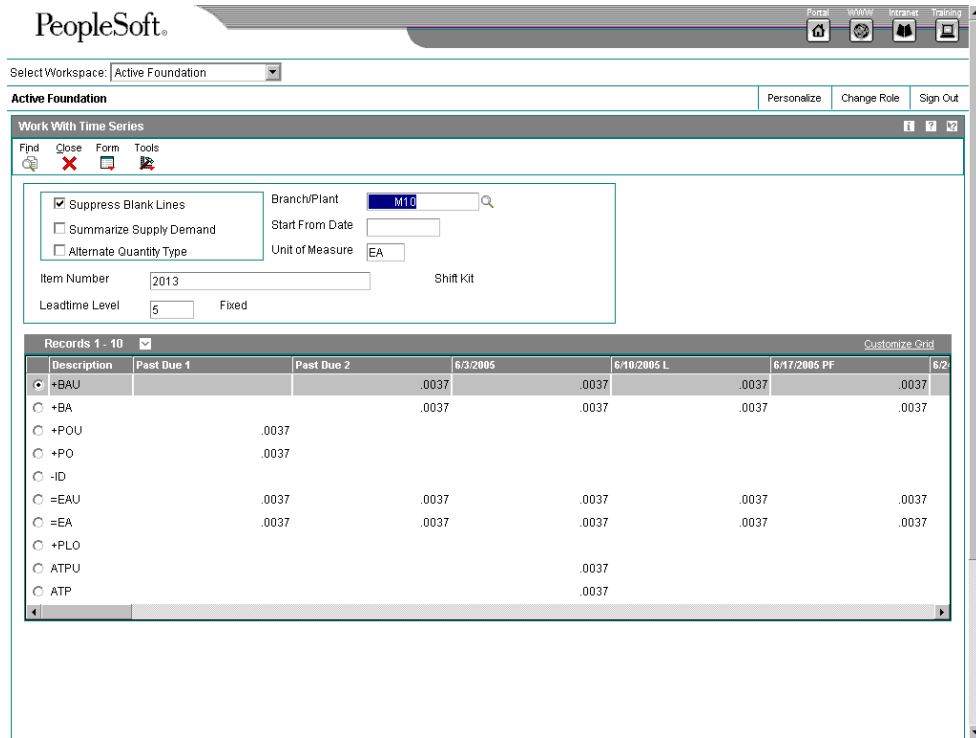 Portal WWW Intranet Training
PeopleSoft.
Select Workspace: Active Foundation
Active Foundation Personalize Change Role Sign Out
Work With Time Series
Find Close Form Tools
Suppress Blank Lines Branch/Plant M10
Summarize Supply Demand Start From Date
Alternate Quantity Type Unit of Measure EA
Item Number 2013 Shift Kit
Leadtime Level 5 Fixed
Records 1 - 10 Customize Grid
Description Past Due 1 Past Due 2 6/3/2005 6/10/2005 L 6/17/2005 PF 6/2
+BAU .0037 .0037 .0037 .0037
+BA .0037 .0037 .0037 .0037
+POU .0037
+PO .0037
-ID
=EAU .0037 .0037 .0037 .0037 .0037
=EA .0037 .0037 .0037 .0037 .0037
+PLO
ATPU .0037
ATP .0037